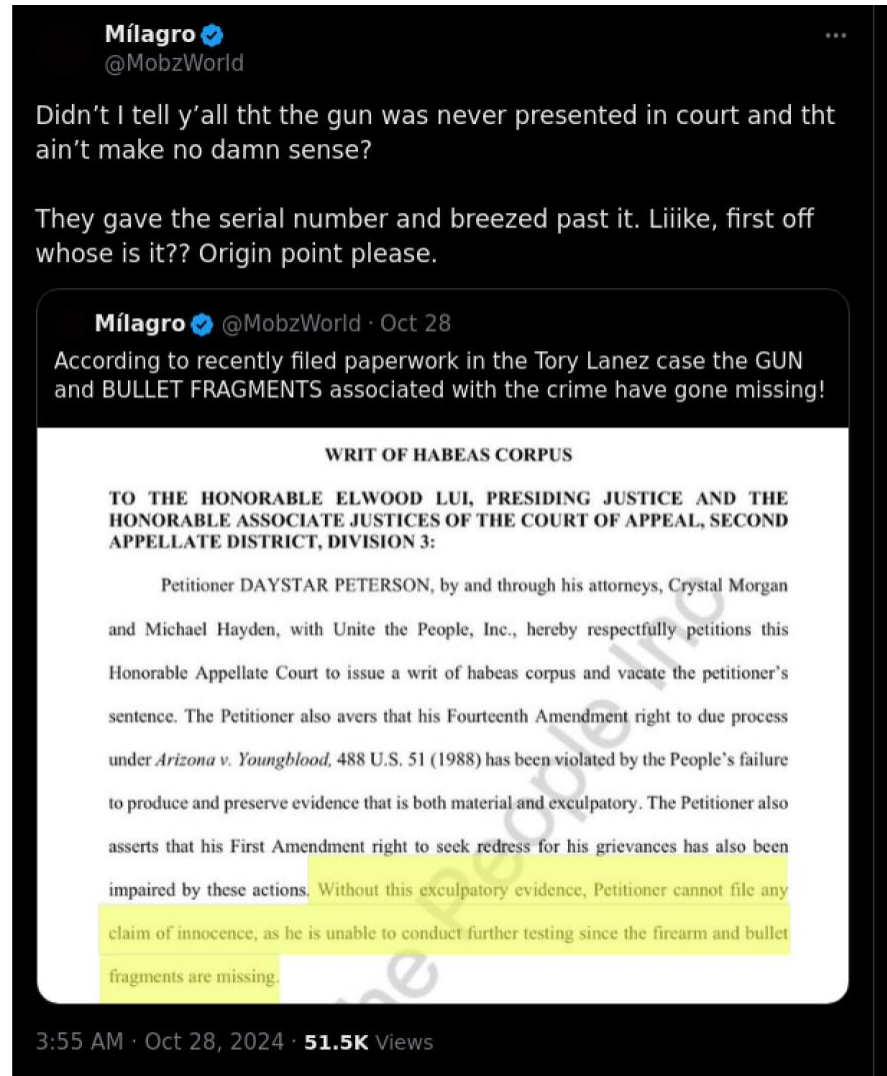 Mílagro
@MobzWorld
Didn’t I tell y’all tht the gun was never presented in court and tht
ain’t make no damn sense?
They gave the serial number and breezed past it. Liiike, first off
whose is it?? Origin point please.
Mílagro @MobzWorld · Oct 28
According to recently filed paperwork in the Tory Lanez case the GUN
and BULLET FRAGMENTS associated with the crime have gone missing!
WRIT OF HABEAS CORPUS
TO THE HONORABLE ELWOOD LUI, PRESIDING JUSTICE AND THE
HONORABLE ASSOCIATE JUSTICES OF THE COURT OF APPEAL, SECOND
APPELLATE DISTRICT, DIVISION 3:
Petitioner DAYSTAR PETERSON, by and through his attorneys, Crystal Morgan
and Michael Hayden, with Unite the People, Inc., hereby respectfully petitions this
Honorable Appellate Court to issue a writ of habeas corpus and vacate the petitioner’s
sentence. The Petitioner also avers that his Fourteenth Amendment right to due process
under Arizona v. Youngblood, 488 U.S. 51 (1988) has been violated by the People’s failure
to produce and preserve evidence that is both material and exculpatory. The Petitioner also
asserts that his First Amendment right to seek redress for his grievances has also been
impaired by these actions. Without this exculpatory evidence, Petitioner cannot file any
claim of innocence, as he is unable to conduct further testing since the firearm and bullet
fragments are missing.
he People Inc
3:55 AM · Oct 28, 2024 · 51.5K Views